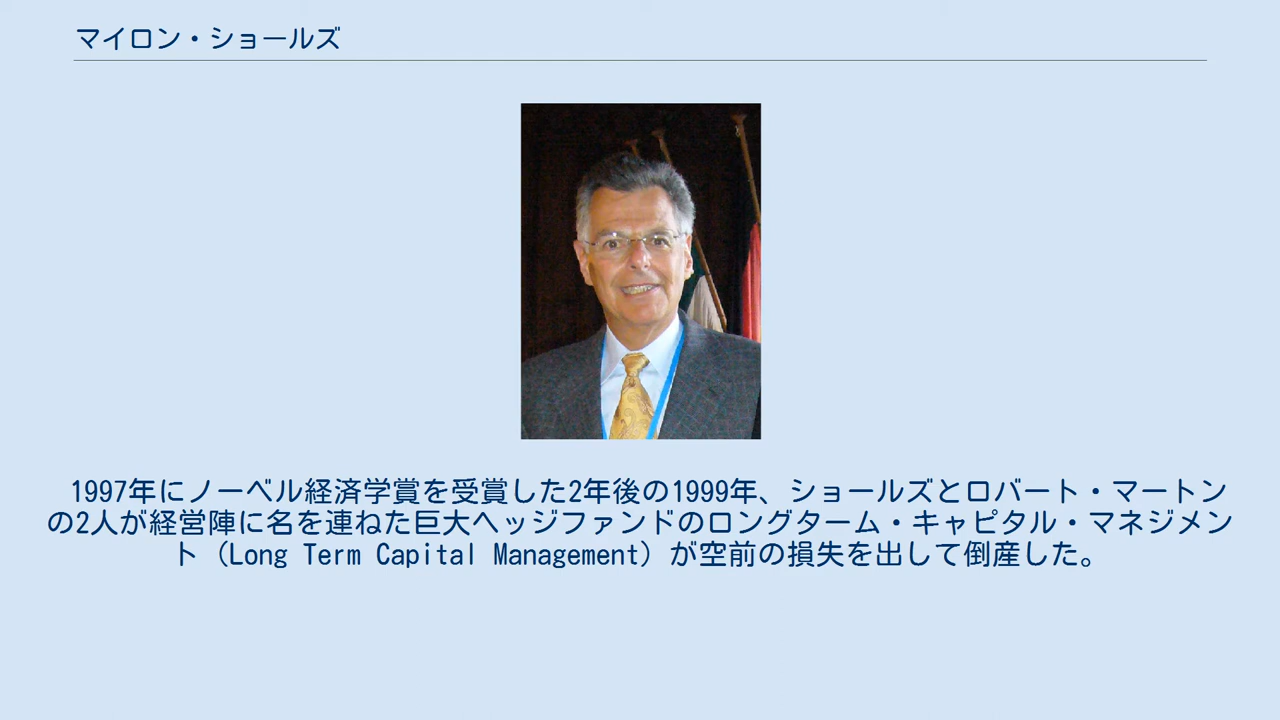 マイロン・ショールズ
1997年にノーベル経済学賞を受賞した2年後の1999年、ショールズとロバート・マートン
の2人が経営陣に名を連ねた巨大ヘッジファンドのロングターム・キャピタル・マネジメン
ト（Long Term Capital Management）が空前の損失を出して倒産した。